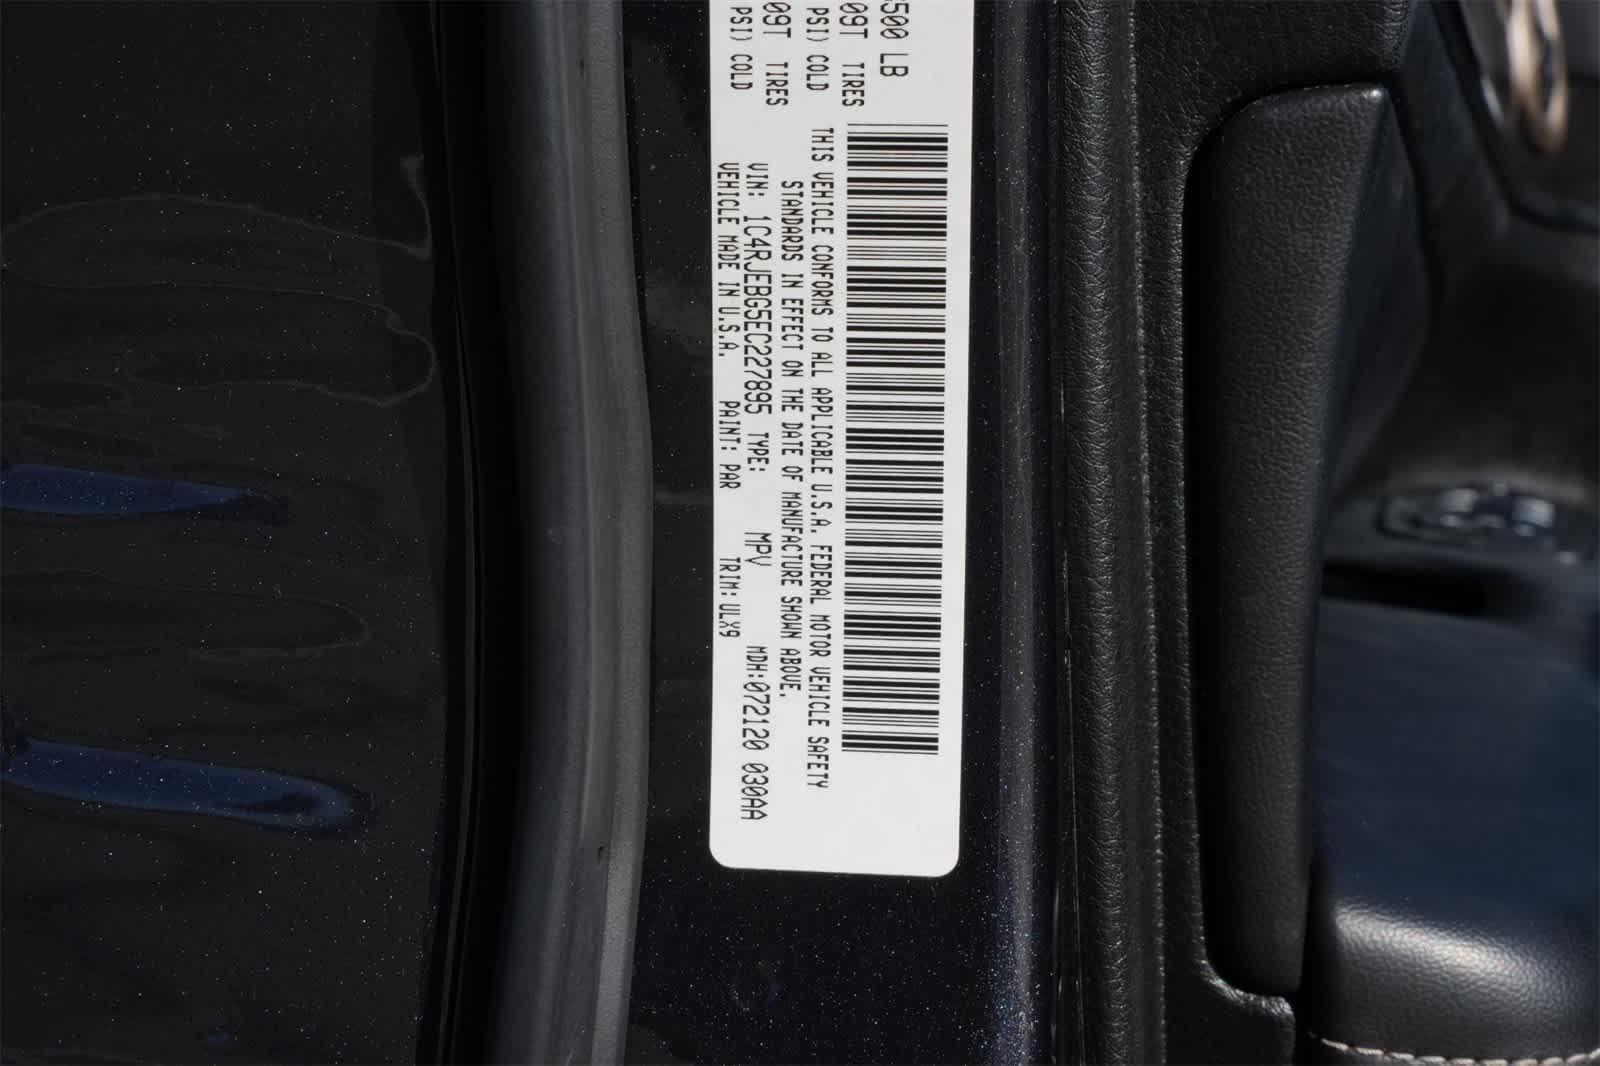 500 LB
09T TIRES
PSI) COLD
09T TIRES
PSI) COLD
THIS VEHICLE CONFORMS TO ALL APPLICABLE U.S.A. FEDERAL MOTOR VEHICLE SAFETY
STANDARDS IN EFFECT ON THE DATE OF MANUFACTURE SHOWN ABOVE.
VIN: 1C4RJEBG5EC227895 TYPE: MPV MDH:072120 030AA
VEHICLE MADE IN U.S.A. PAINT: PAR TRIM: ULX9